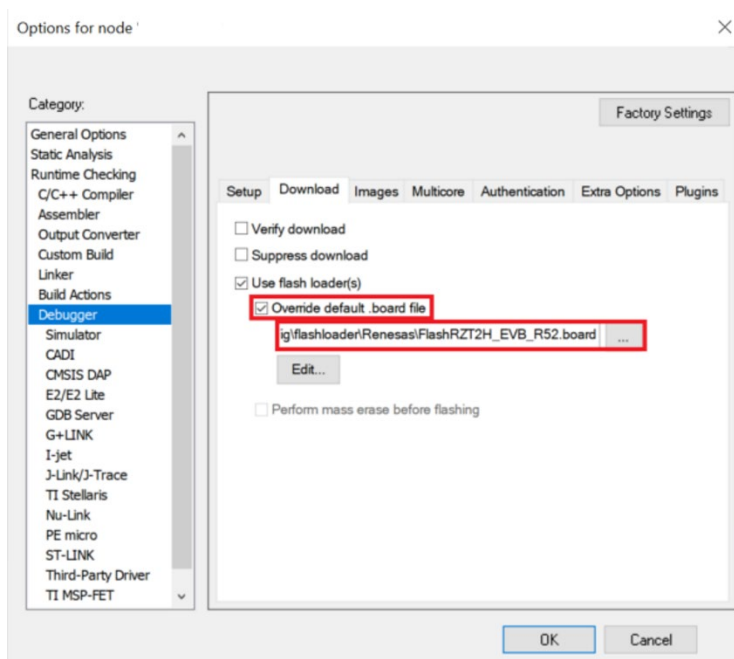 Options for node '
Category:
Factory Settings
General Options
Static Analysis
Runtime Checking
C/C++ Compiler
Assembler
Output Converter
Custom Build
Linker
Build Actions
Debugger
Simulator
CADI
CMSIS DAP
E2/E2 Lite
GDB Server
G+LINK
I-jet
J-Link/J-Trace
TI Stellaris
Nu-Link
PE micro
ST-LINK
Third-Party Driver
TI MSP-FET
Setup Download Images Multicore Authentication Extra Options Plugins
Verify download
Suppress download
Use flash loader(s)
Override default .board file
ig\flashloader\Renesas\FlashRZT2H_EVB_R52.board ...
Edit...
Perform mass erase before flashing
OK Cancel